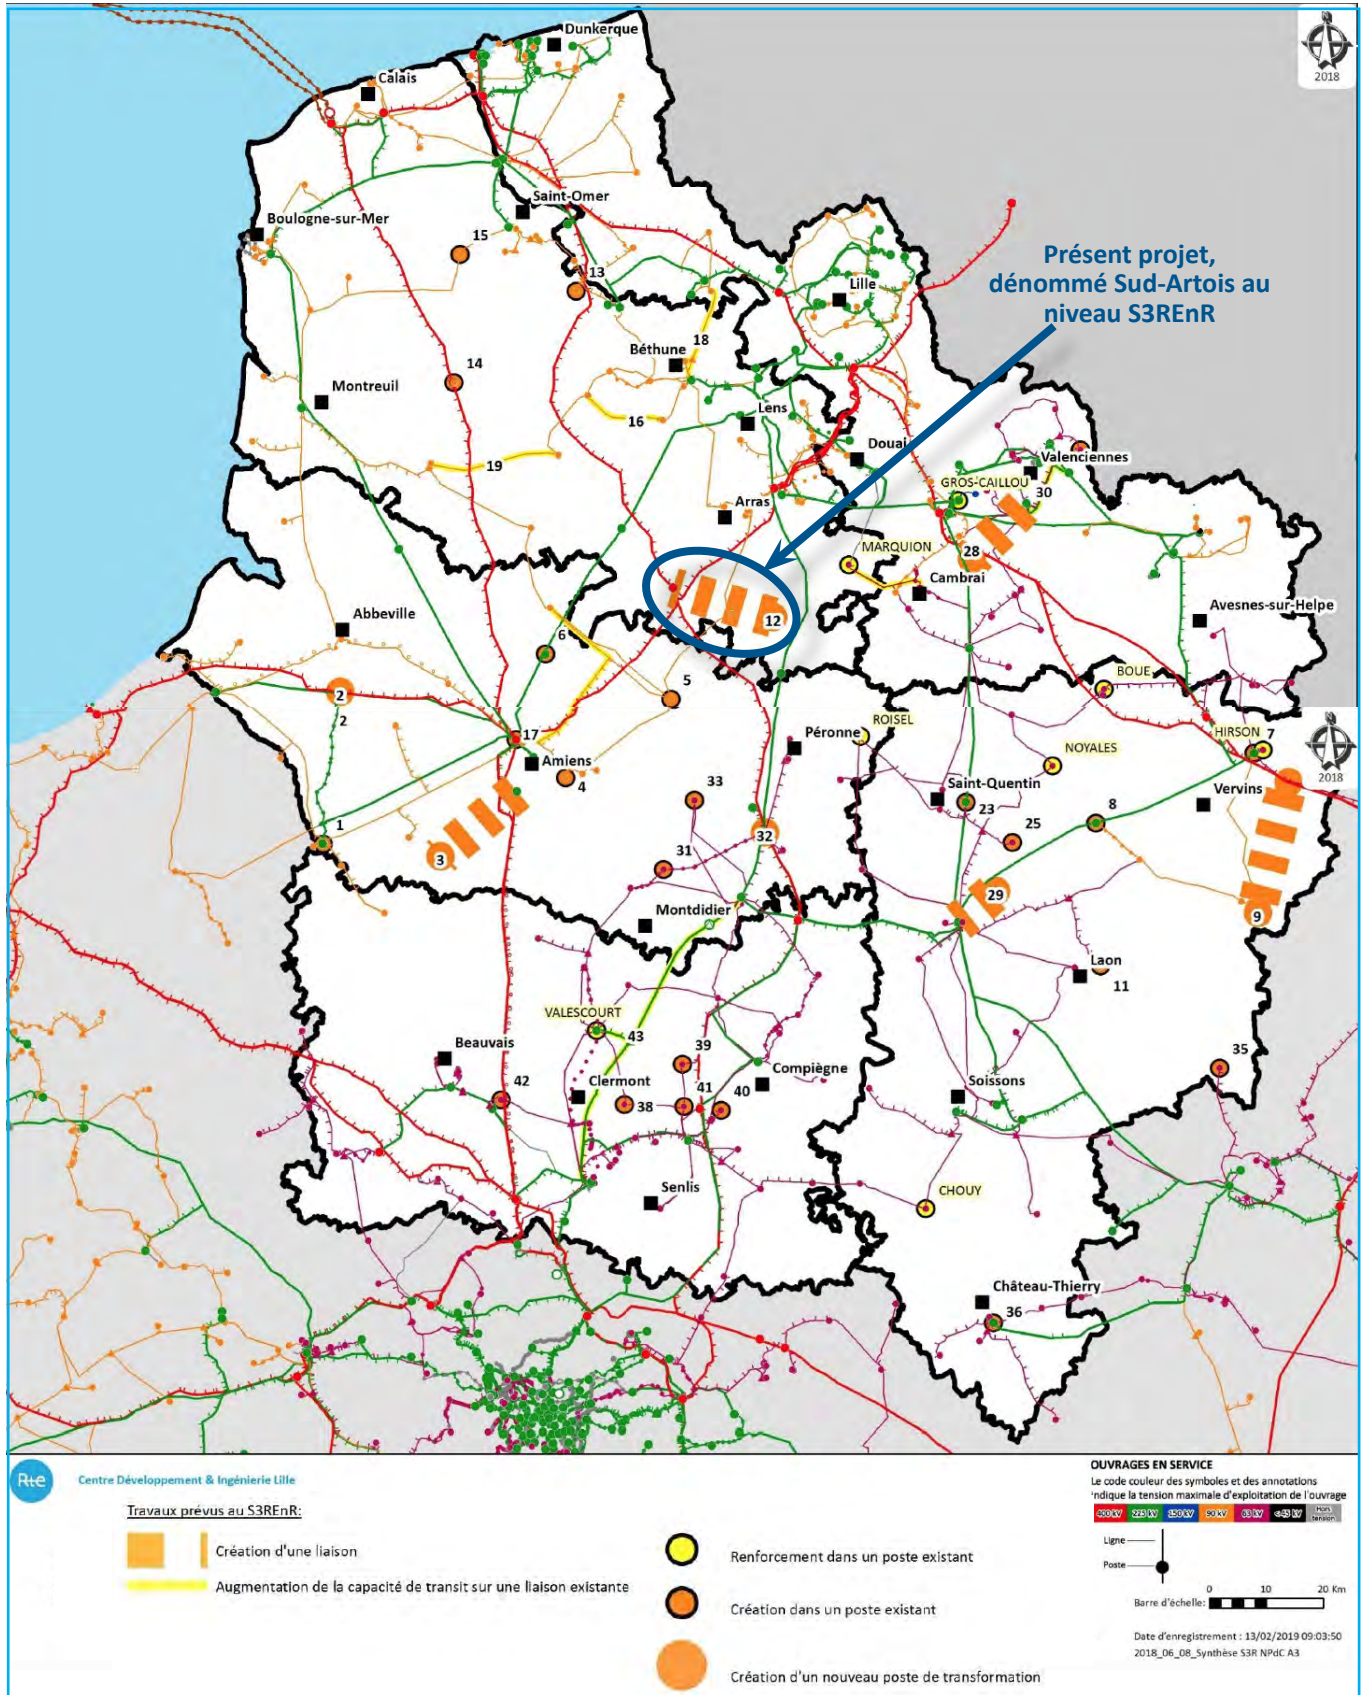 Dunkerque
2018
Calais
Saint-Omer
Boulogne-sur-Mer
15
13
Présent projet,
dénommé Sud-Artois au
niveau S3REnR
Lille
18
Béthune
14
Montreuil
16
Lens
Douai
Valenciennes
19
GROS-CAILLOU
30
Arras
MARQUION
28
Cambrai
Abbeville
12
Avesnes-sur-Helpe
6
BOUE
5
2
2
ROISEL
Péronne
HIRSON
7
17
NOYALES
2018
Amiens
4
Saint-Quentin
Vervins
33
23
8
1
32
25
3
31
29
9
Montdidier
Laon
11
VALESCOURT
43
39
35
Beauvais
Compiègne
42
Clermont
41
40
38
Soissons
CHOUY
Senlis
Château-Thierry
36
Rte
Centre Développement & Ingénierie Lille
Travaux prévus au S3REnR:
Création d'une liaison
Augmentation de la capacité de transit sur une liaison existante
Renforcement dans un poste existant
Création dans un poste existant
Création d'un nouveau poste de transformation
OUVRAGES EN SERVICE
Le code couleur des symboles et des annotations
'ndique la tension maximale d'exploitation de l'ouvrage
400 kV 225 kV 150 kV 90 kV 63 kV <45 kV Hors tension
Ligne
Poste
0 10 20 Km
Barre d'échelle:
Date d'enregistrement : 13/02/2019 09:03:50
2018_06_08_Synthèse S3R NPdC A3